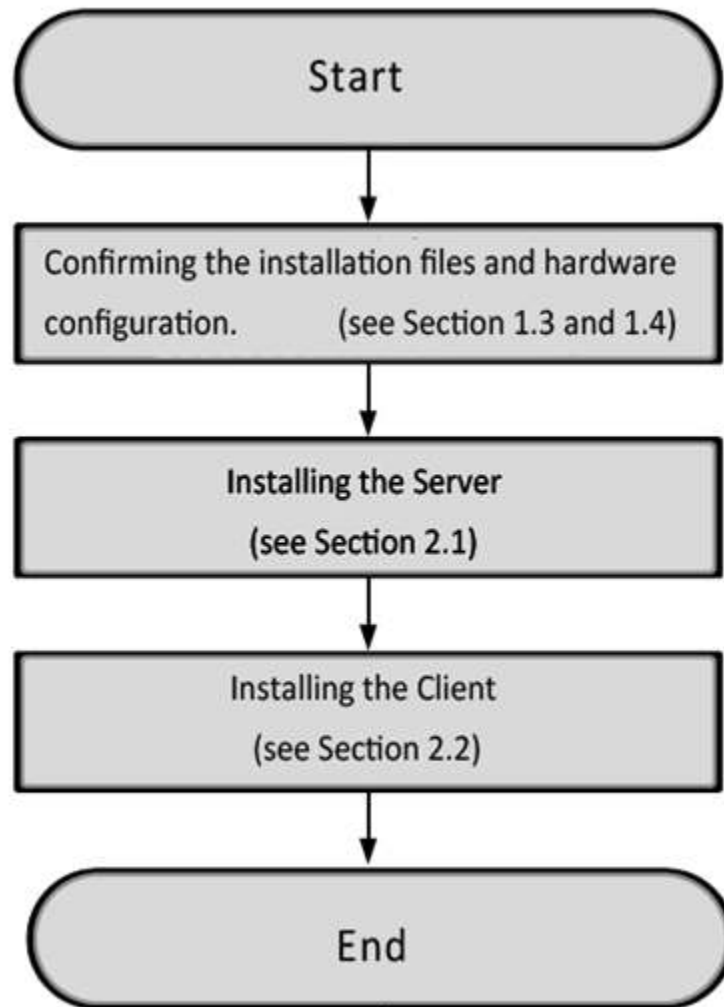 Start
Confirming the installation files and hardware
configuration. (see Section 1.3 and 1.4)
Installing the Server
(see Section 2.1)
Installing the Client
(see Section 2.2)
End